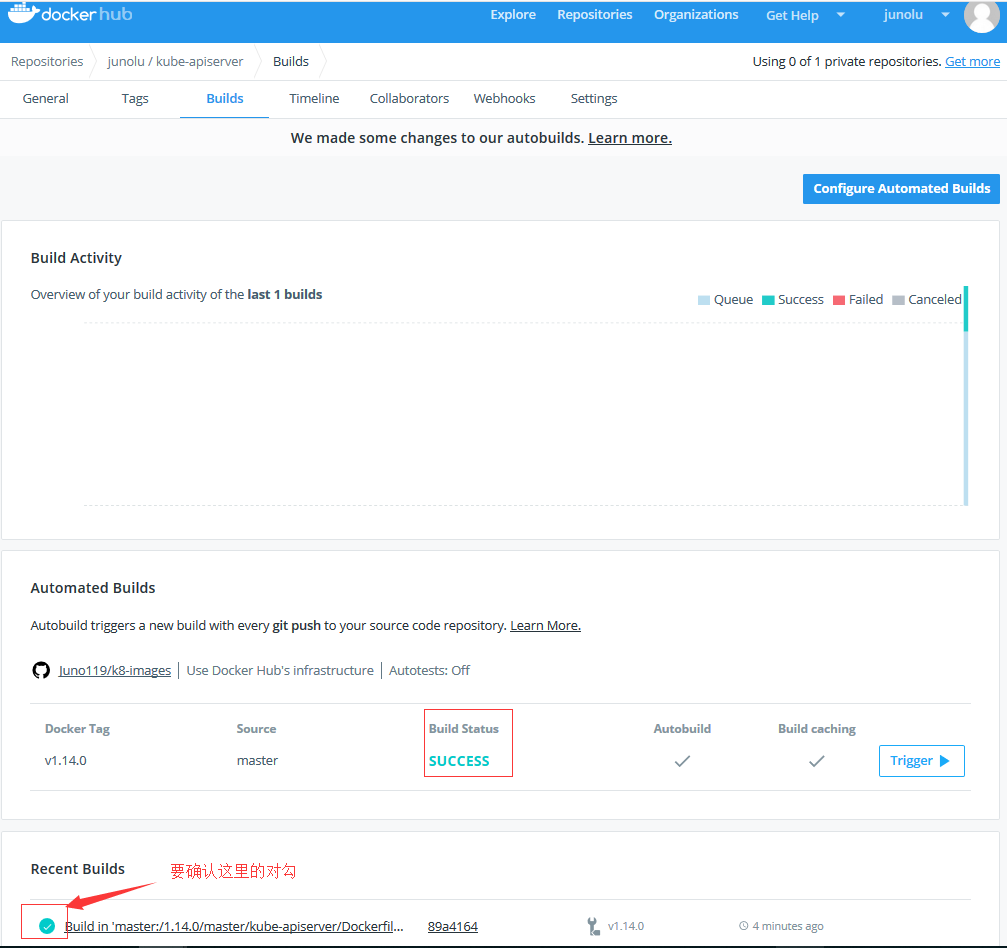 docker hub Explore Repositories Organizations Get Help junolu
Repositories junolu / kube-apiserver Builds Using 0 of 1 private repositories. Get more
General Tags Builds Timeline Collaborators Webhooks Settings
We made some changes to our autobuilds. Learn more.
Configure Automated Builds
Build Activity
Overview of your build activity of the last 1 builds
Queue Success Failed Canceled
Automated Builds
Autobuild triggers a new build with every git push to your source code repository. Learn More.
Juno119/k8-images Use Docker Hub's infrastructure Autotests: Off
Docker Tag Source Build Status Autobuild Build caching
v1.14.0 master SUCCESS Trigger
Recent Builds 要确认这里的对勾
Build in 'master:/1.14.0/master/kube-apiserver/Dockerfil... 89a4164 v1.14.0 4 minutes ago